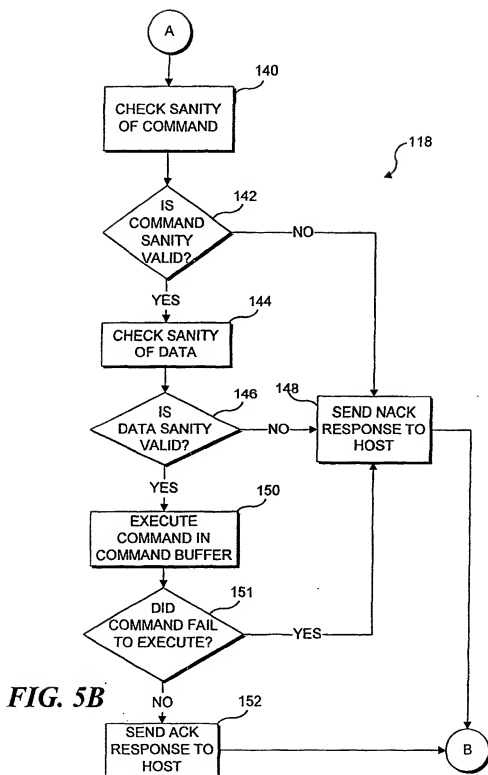 A
140
CHECK SANITY
OF COMMAND
118
142
IS
COMMAND
SANITY
VALID?
NO
YES
144
CHECK SANITY
OF DATA
146
IS
DATA SANITY
VALID?
NO
148
SEND NACK
RESPONSE TO
HOST
YES
150
EXECUTE
COMMAND IN
COMMAND BUFFER
151
DID
COMMAND FAIL
TO EXECUTE?
YES
NO
FIG. 5B
152
SEND ACK
RESPONSE TO
HOST
B